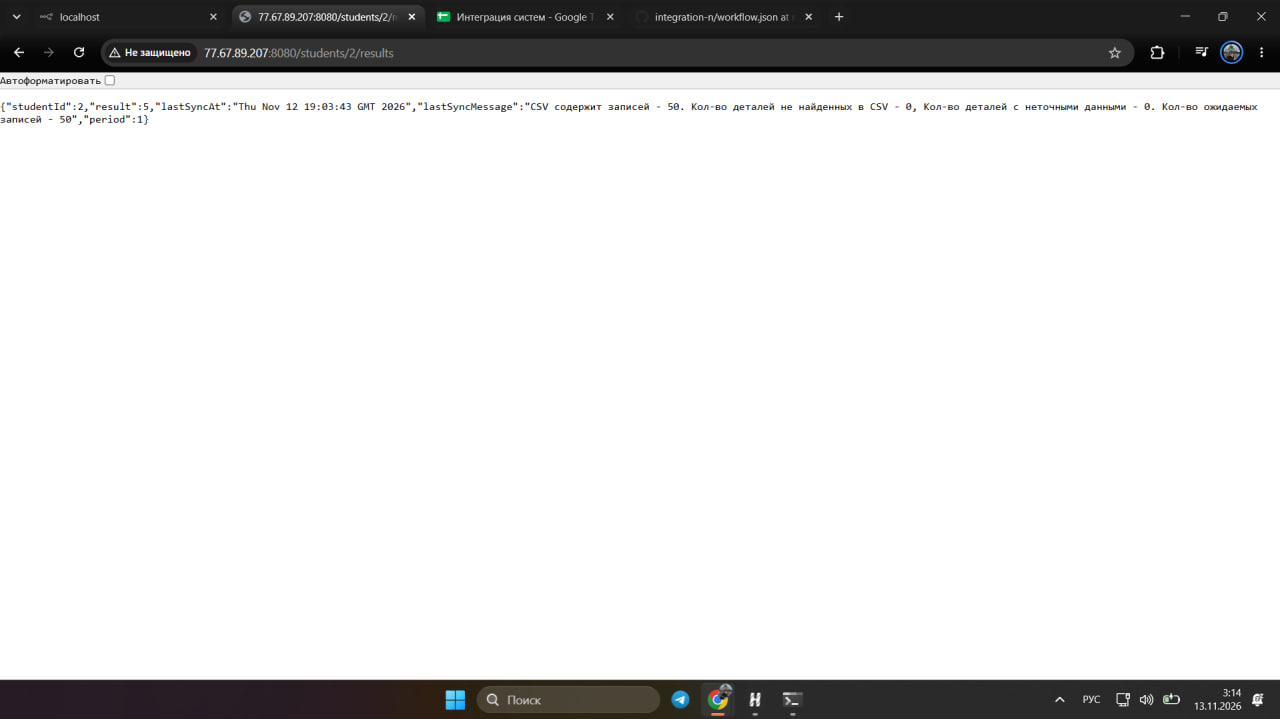 localhost
77.67.89.207:8080/students/2/r
Интеграция систем - Google Т
integration-n/workflow.json at
Не защищено
77.67.89.207:8080/students/2/results
Автоформатировать
{"studentId":2,"result":5,"lastSyncAt":"Thu Nov 12 19:03:43 GMT 2026","lastSyncMessage":"CSV содержит записей - 50. Кол-во деталей не найденных в CSV - 0, Кол-во деталей с неточными данными - 0. Кол-во ожидаемых
записей - 50","period":1}
Поиск
РУС
3:14
13.11.2026